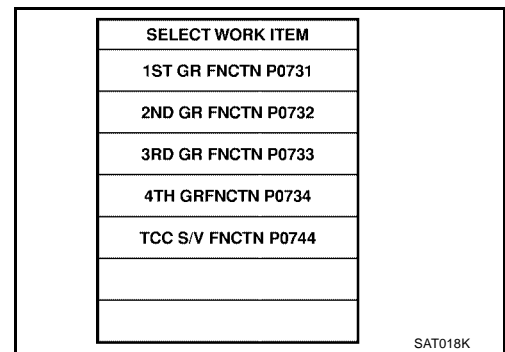 SELECT WORK ITEM
1ST GR FNCTN P0731
2ND GR FNCTN P0732
3RD GR FNCTN P0733
4TH GRFNCTN P0734
TCC S/V FNCTN P0744
SAT018K